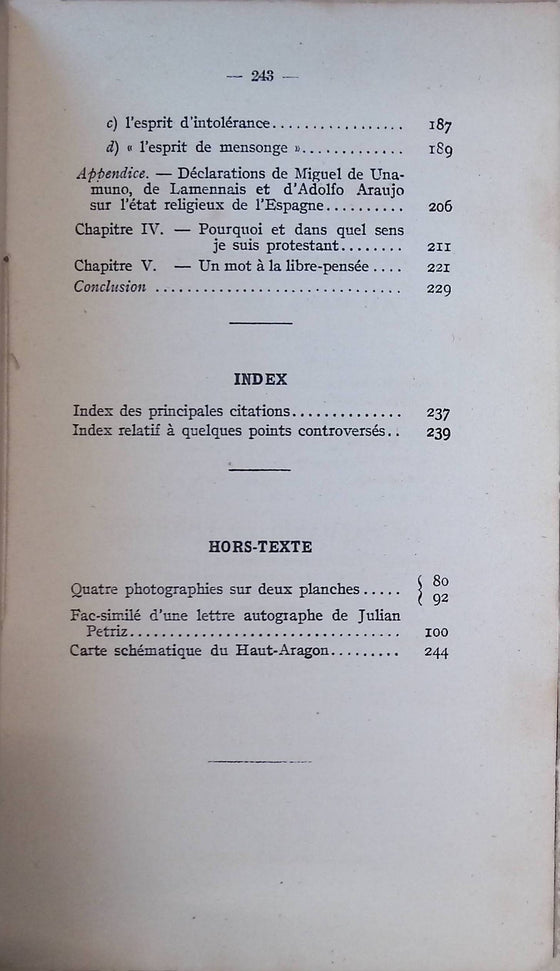 — 243 —
c) l'esprit d'intolérance................. 187
d) « l'esprit de mensonge »............. 189
Appendice. — Déclarations de Miguel de Una-
muno, de Lamennais et d'Adolfo Araujo
sur l'état religieux de l'Espagne.......... 206
Chapitre IV. — Pourquoi et dans quel sens
je suis protestant........ 211
Chapitre V. — Un mot à la libre-pensée .... 221
Conclusion .............................. 229
INDEX
Index des principales citations.............. 237
Index relatif à quelques points controversés.. 239
HORS-TEXTE
Quatre photographies sur deux planches ..... { 80
92
Fac-similé d'une lettre autographe de Julian
Petriz.................................. 100
Carte schématique du Haut-Aragon......... 244